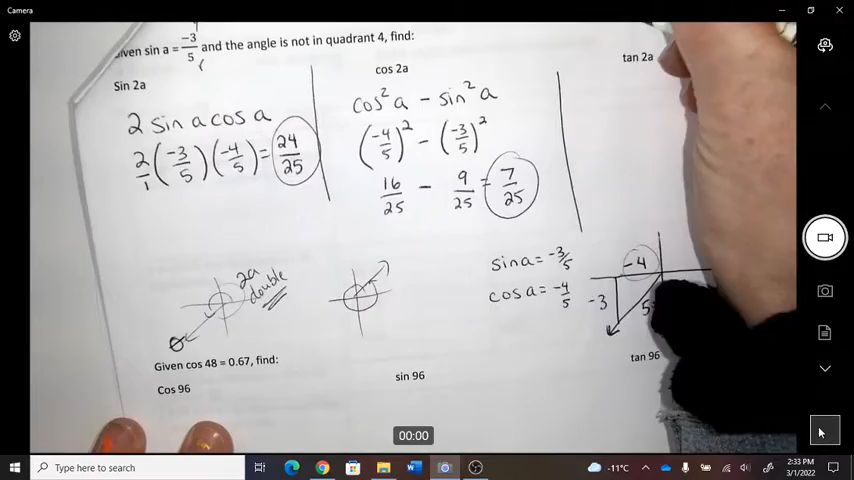 Camera
iven sin a = -3/5 and the angle is not in quadrant 4, find:
Sin 2a
cos 2a
tan 2a
2 sin a cos a
2/1 (-3/5) (-4/5) = 24/25
cos² a - sin² a
(-4/5)² - (-3/5)²
16/25 - 9/25 = 7/25
2a
double
sin a = -3/5
cos a = -4/5
-4
-3
5
Given cos 48 = 0.67, find:
Cos 96
sin 96
tan 96
00:00
Type here to search
-11°C
2:33 PM
3/1/2022